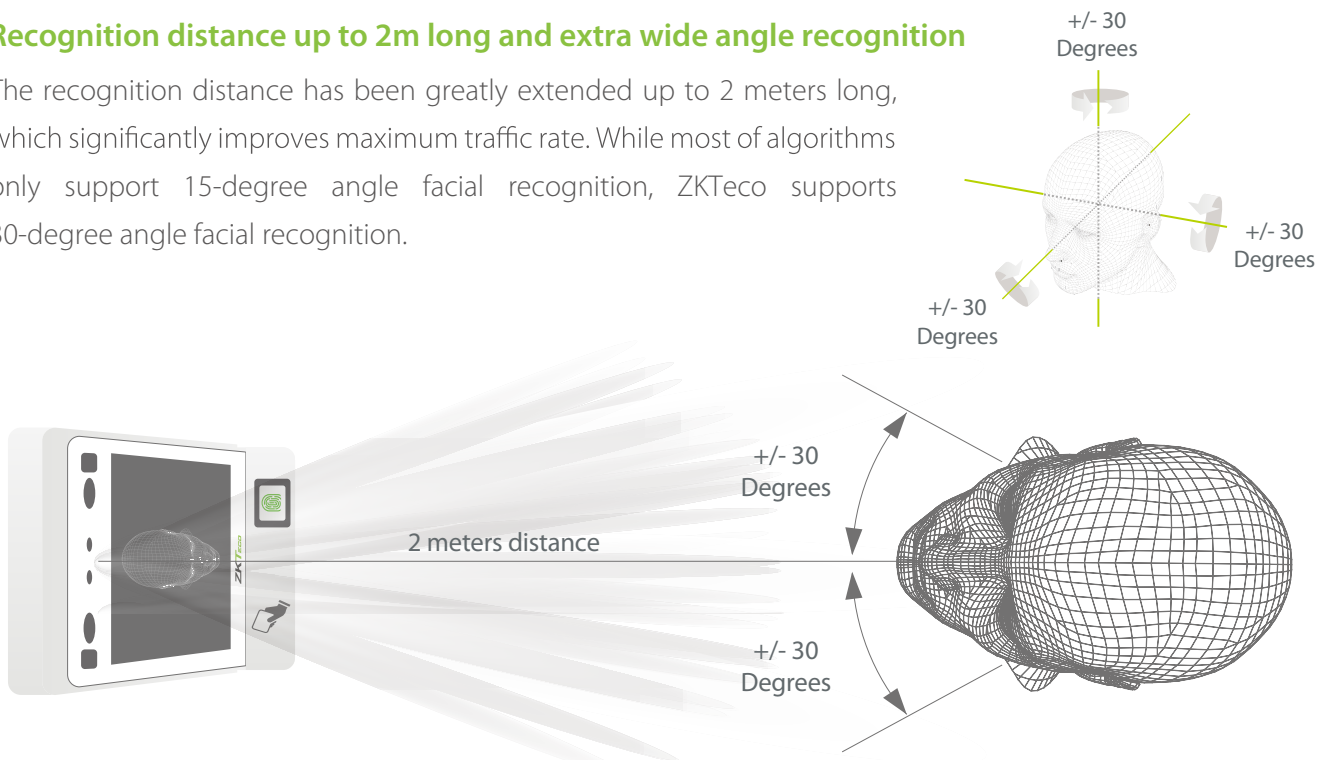 Recognition distance up to 2m long and extra wide angle recognition
The recognition distance has been greatly extended up to 2 meters long,
which significantly improves maximum traffic rate. While most of algorithms
only support 15-degree angle facial recognition, ZKTeco supports
30-degree angle facial recognition.
+/- 30
Degrees
+/- 30
Degrees
+/- 30
Degrees
+/- 30
Degrees
2 meters distance
ZKTeco
+/- 30
Degrees